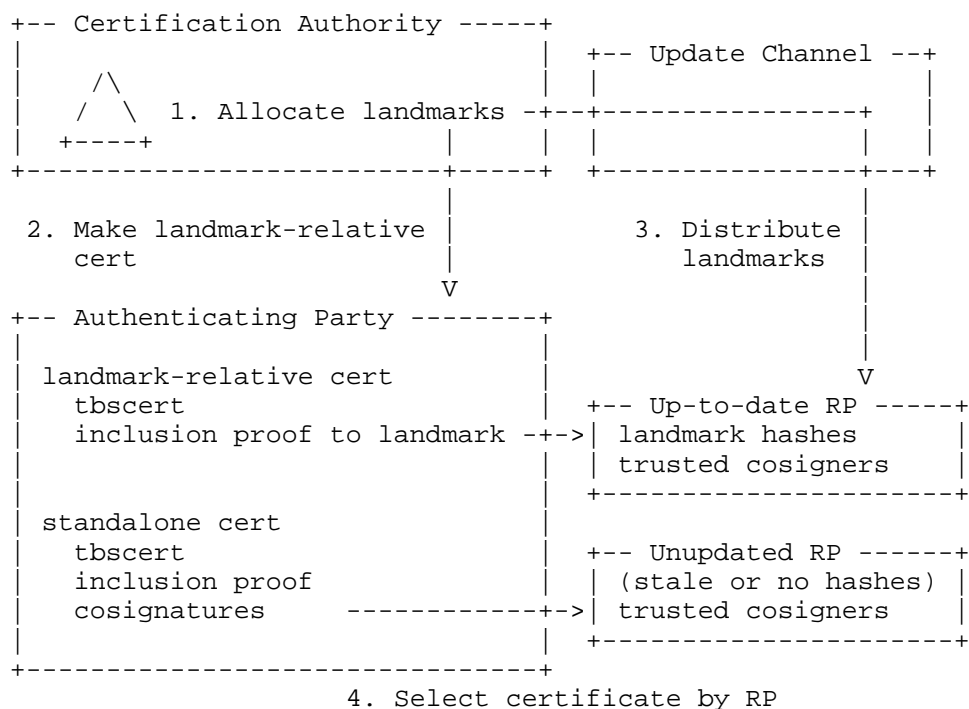 +-- Certification Authority -----+
|                                |  +-- Update Channel --+
|     /\                         |  |                    |
|    /  \  1. Allocate landmarks -+--+----------------+   |
|   +----+                  |     |  |                |   |
+--------------------------+-----+  +----------------+---+
                           |                         |
 2. Make landmark-relative |            3. Distribute |
    cert                   |               landmarks  |
                           V                         |
+-- Authenticating Party --------+                   |
|                                |                   |
| landmark-relative cert         |                   V
|   tbscert                      |  +-- Up-to-date RP -----+
|   inclusion proof to landmark -+->| landmark hashes      |
|                                |  | trusted cosigners    |
|                                |  +----------------------+
| standalone cert                |
|   tbscert                      |  +-- Unupdated RP ------+
|   inclusion proof              |  | (stale or no hashes) |
|   cosignatures     ------------+->| trusted cosigners    |
|                                |  +----------------------+
+--------------------------------+
                    4. Select certificate by RP